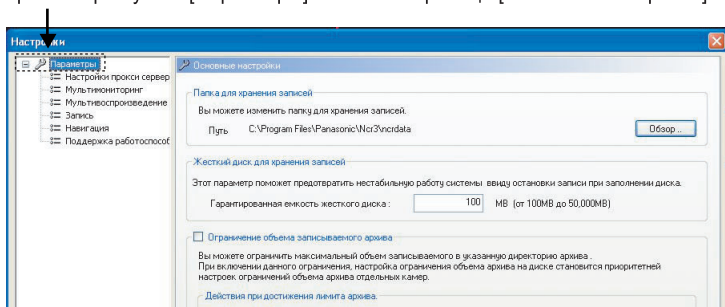 Настройки
Параметры
Настройки прокси сервер
Мультимониторинг
Мультивоспроизведение
Запись
Навигация
Поддержка работоспособ
Основные настройки
Папка для хранения записей
Вы можете изменить папку для хранения записей.
Путь C:\Program Files\Panasonic\Ncr3\ncrdata Обзор ..
Жесткий диск для хранения записей
Этот параметр поможет предотвратить нестабильную работу системы ввиду остановки записи при заполнении диска.
Гарантированная емкость жесткого диска : 100 MB (от 100MB до 50,000MB)
Ограничение объема записываемого архива
Вы можете ограничить максимальный объем записываемого в указанную директорию архива .
При включении данного ограничения, настройка ограничения объема архива на диске становится приоритетней
настроек ограничений объема архива отдельных камер.
Действия при достижения лимита архива.